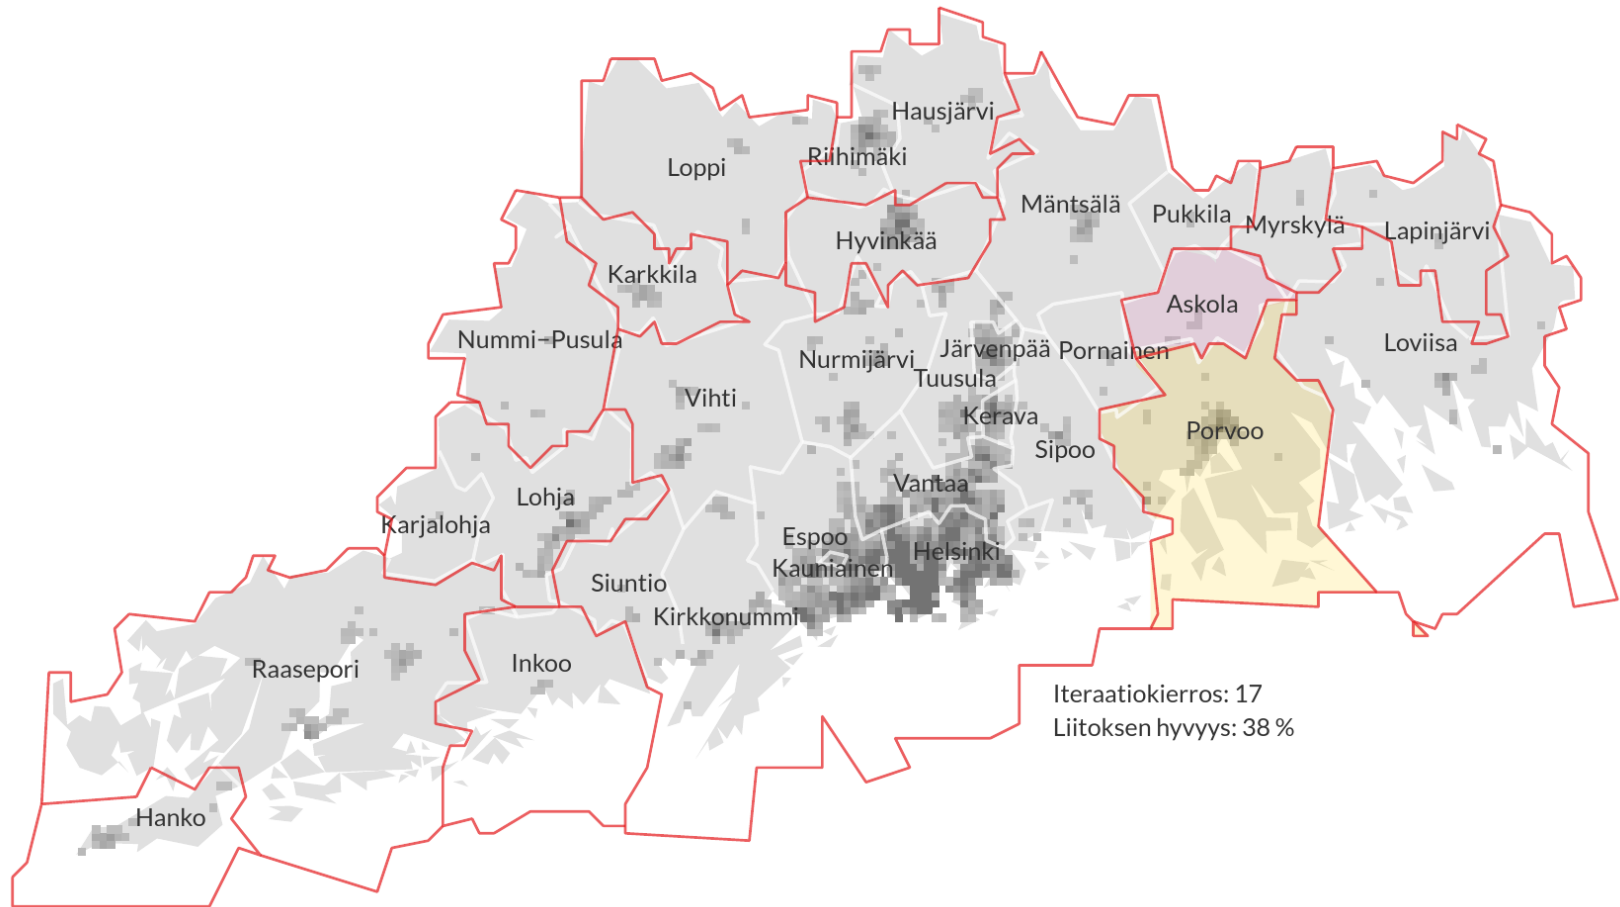 Hausjärvi
Riihimäki
Loppi
Mäntsälä
Pukkila
Myrskylä
Lapinjärvi
Hyvinkää
Karkkila
Askola
Nummi-Pusula
Loviisa
Nurmijärvi
Järvenpää
Pornainen
Tuusula
Vihti
Kerava
Porvoo
Sipoo
Vantaa
Lohja
Karjalohja
Espoo
Helsinki
Kauniainen
Siuntio
Kirkkonummi
Inkoo
Raasepori
Iteraatiokierros: 17
Liitoksen hyvyys: 38 %
Hanko